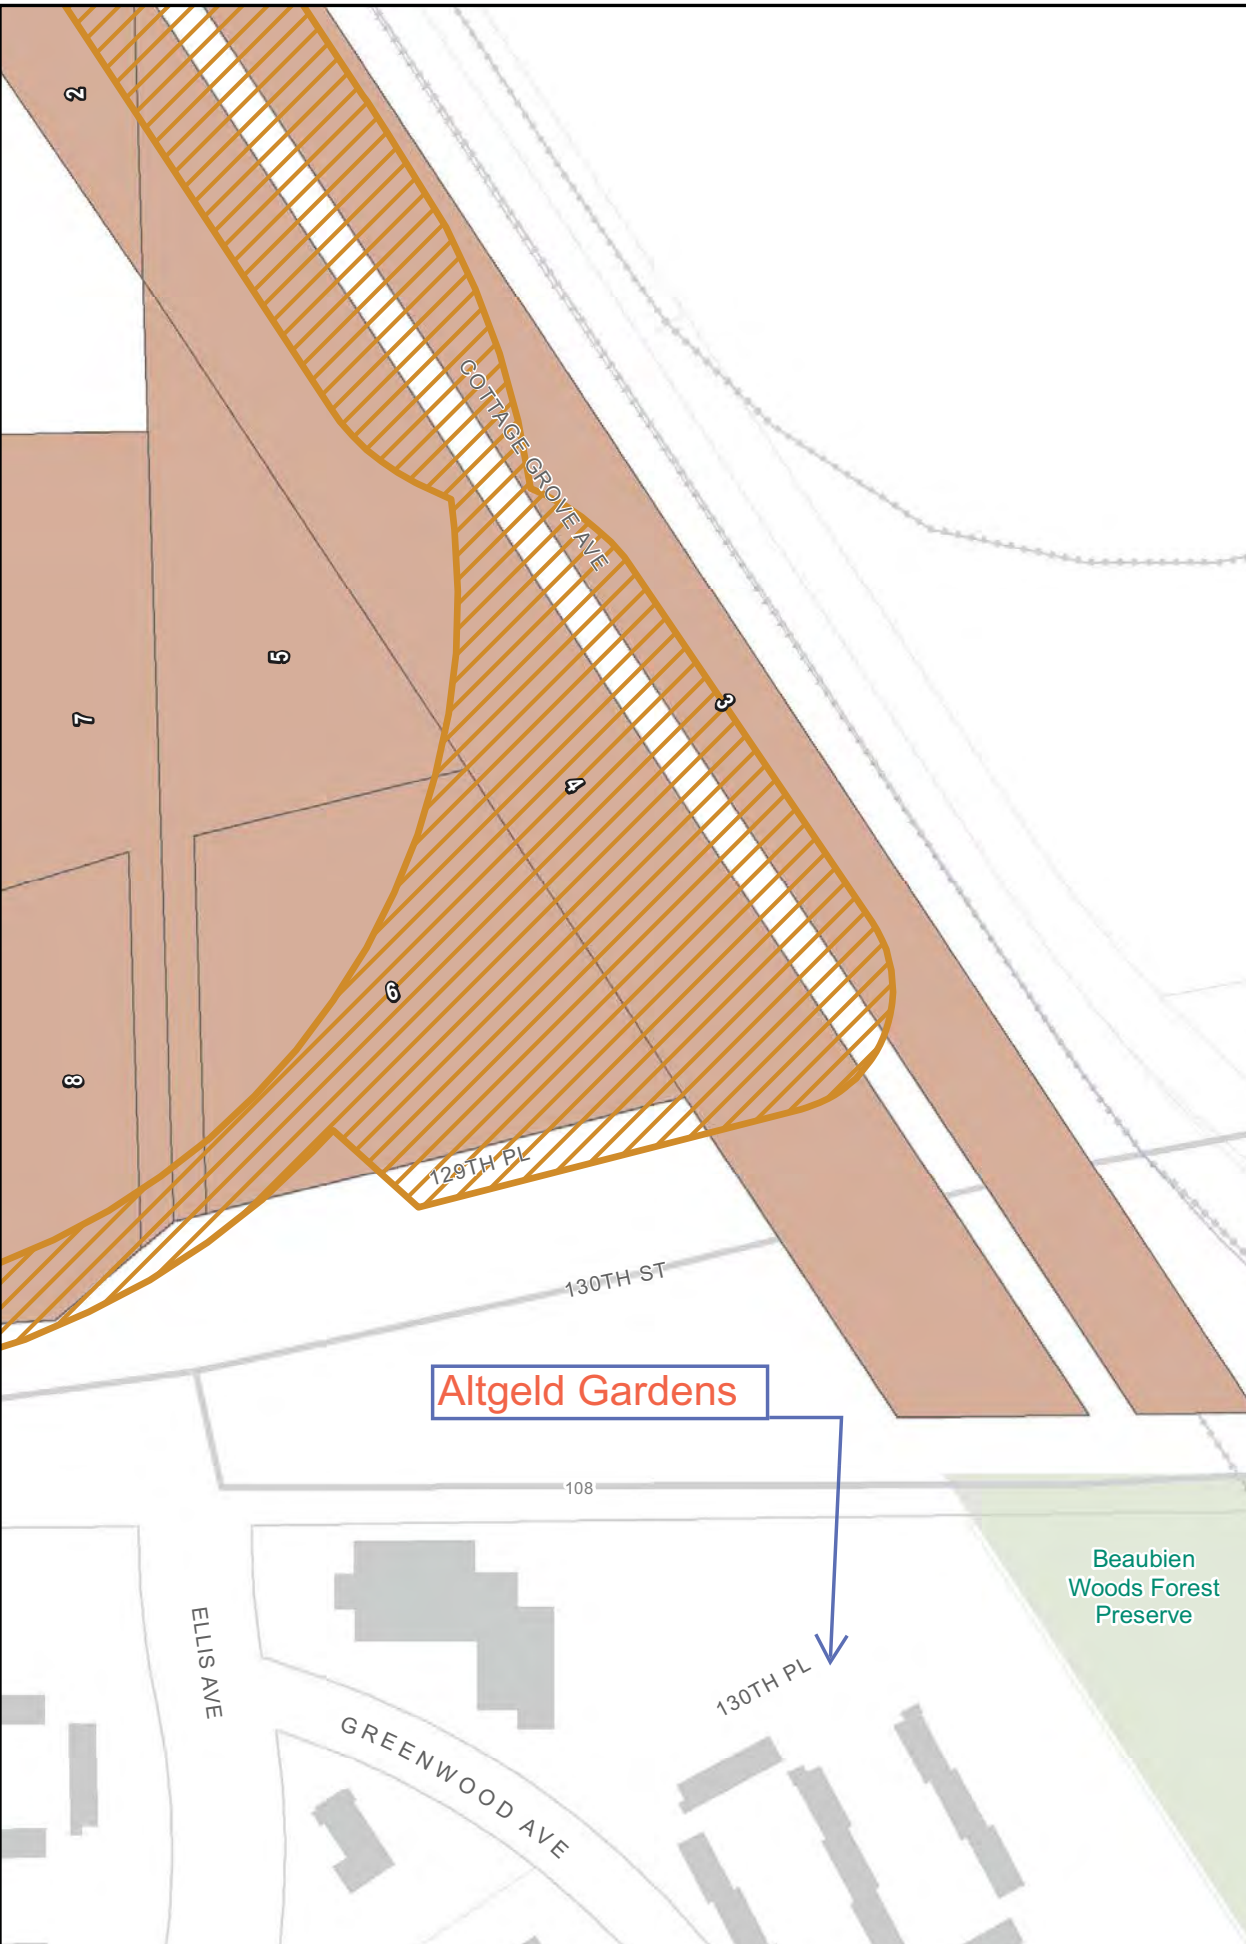 2
COTTAGE GROVE AVE
5
3
7
4
6
8
129TH PL
130TH ST
Altgeld Gardens
108
Beaubien
Woods Forest
Preserve
ELLIS AVE
130TH PL
GREENWOOD AVE